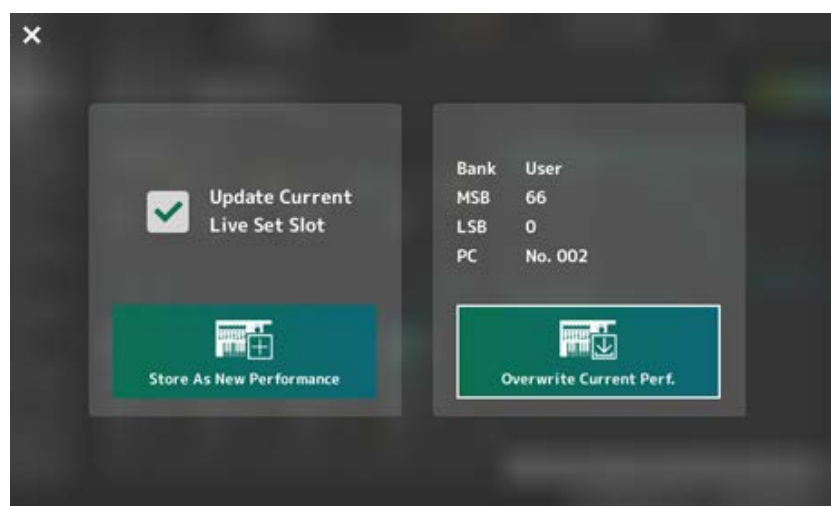 Update Current
Live Set Slot
Store As New Performance
Bank User
MSB 66
LSB 0
PC No. 002
Overwrite Current Perf.